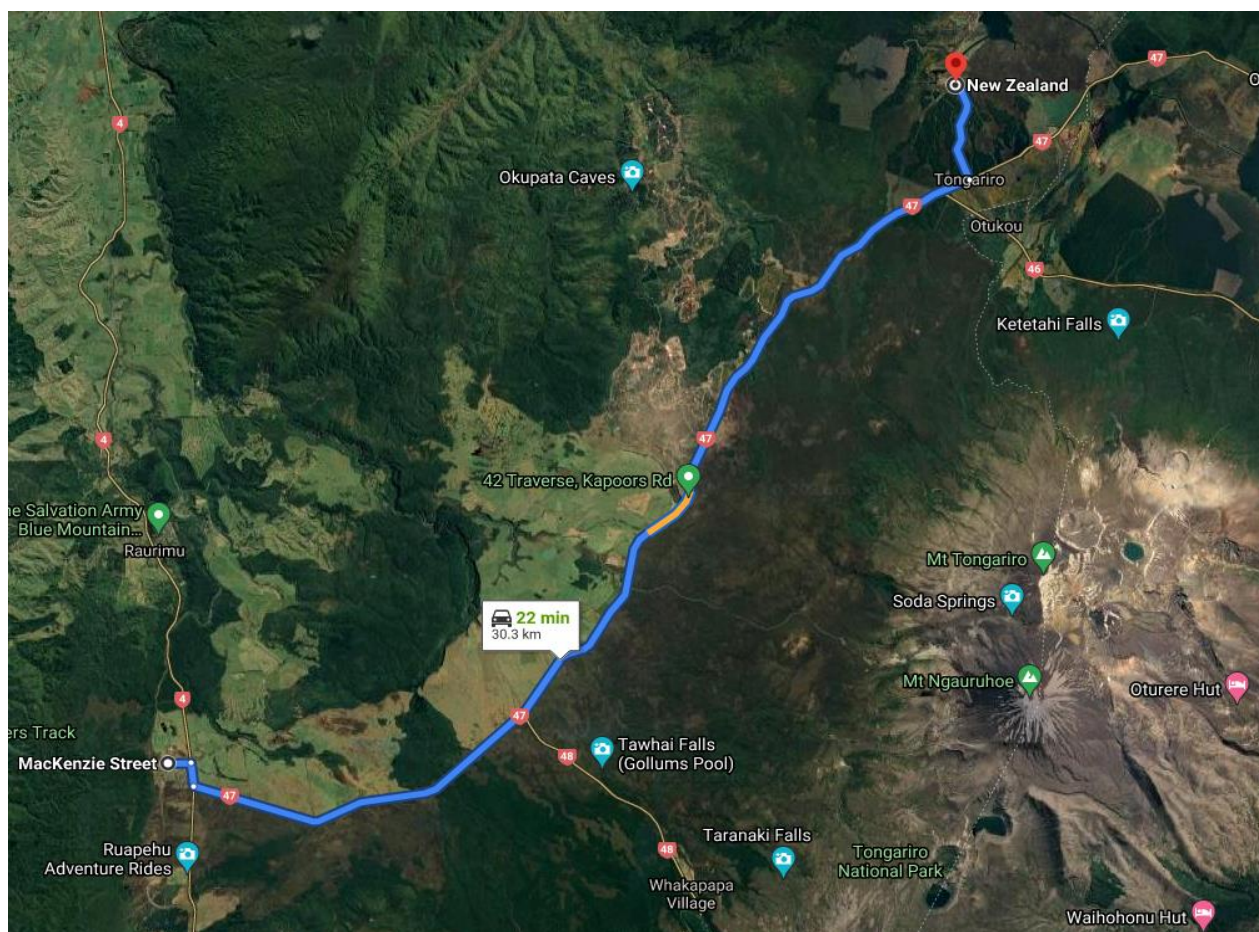 47
New Zealand
O
4
47
Okupata Caves
Tongariro
47
Otukou
46
Ketetahi Falls
4
47
42 Traverse, Kapoors Rd
ne Salvation Army
Blue Mountain...
Raurimu
Mt Tongariro
Soda Springs
22 min
30.3 km
Mt Ngauruhoe
Oturere Hut
4
47
ers Track
MacKenzie Street
48
Tawhai Falls
(Gollums Pool)
47
Ruapehu
Adventure Rides
48
Taranaki Falls
Tongariro
National Park
Whakapapa
Village
Waihohonu Hut